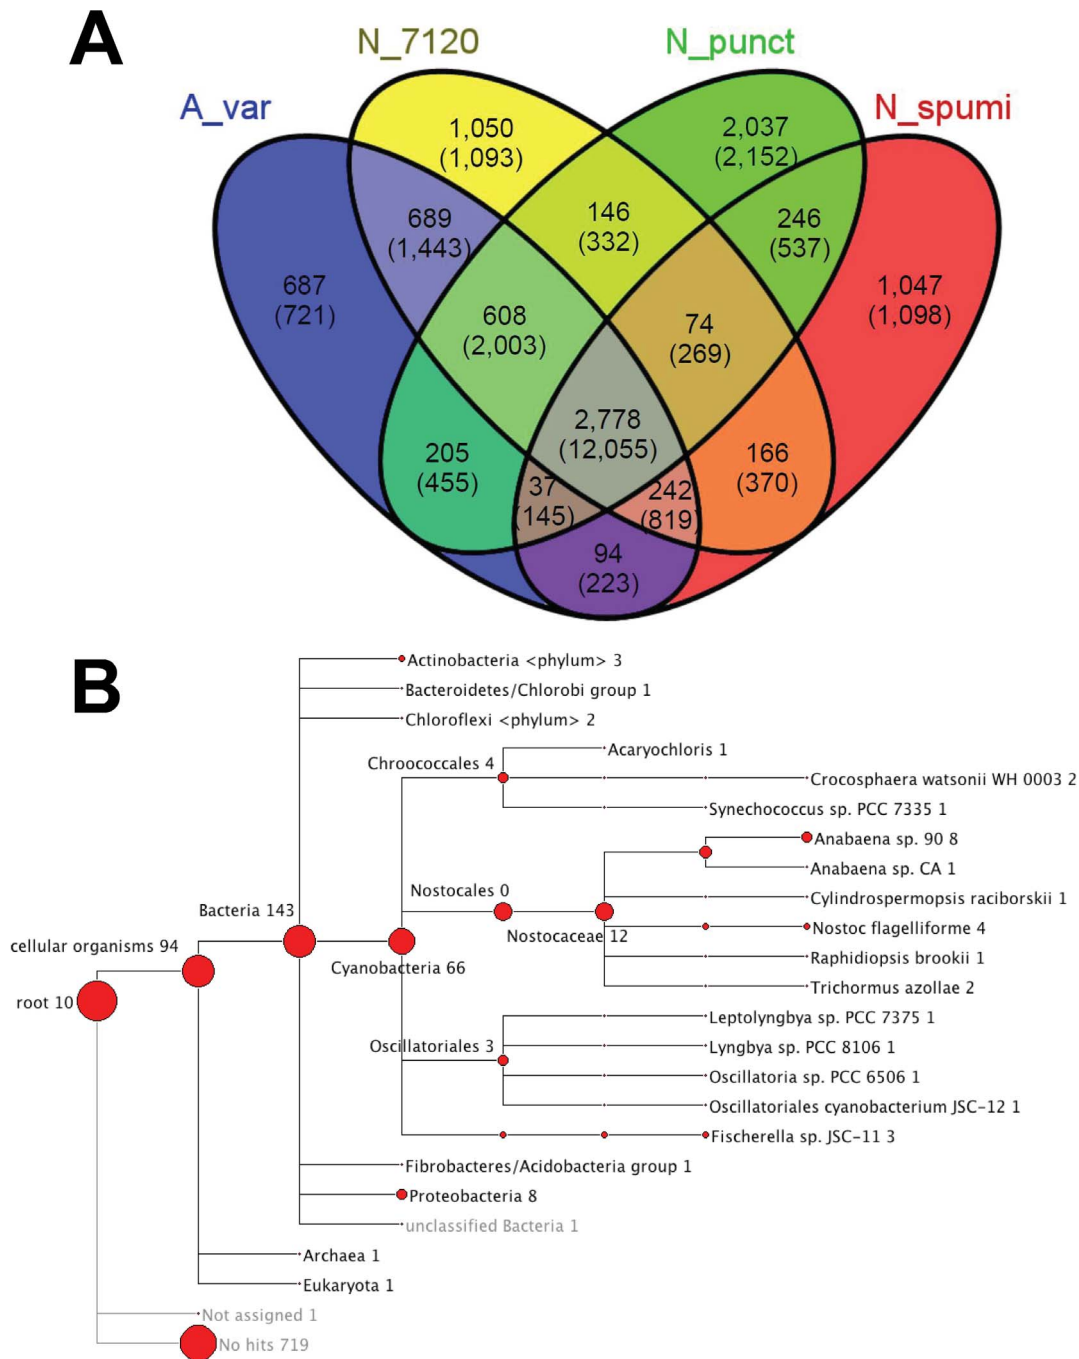 A
N_7120
N_punct
A_var
N_spumi
1,050
(1,093)
2,037
(2,152)
689
(1,443)
146
(332)
246
(537)
687
(721)
608
(2,003)
74
(269)
1,047
(1,098)
2,778
(12,055)
205
(455)
37
(145)
242
(819)
166
(370)
94
(223)
B
Actinobacteria <phylum> 3
Bacteroidetes/Chlorobi group 1
Chloroflexi <phylum> 2
Acaryochloris 1
Chroococcales 4
Crocosphaera watsonii WH 0003 2
Synechococcus sp. PCC 7335 1
Anabaena sp. 90 8
Anabaena sp. CA 1
Nostocales 0
Cylindrospermopsis raciborskii 1
Bacteria 143
Nostoc flagelliforme 4
Nostocaceae 12
cellular organisms 94
Raphidiopsis brookii 1
Cyanobacteria 66
Trichormus azollae 2
root 10
Leptolyngbya sp. PCC 7375 1
Oscillatoriales 3
Lyngbya sp. PCC 8106 1
Oscillatoria sp. PCC 6506 1
Oscillatoriales cyanobacterium JSC-12 1
Fischerella sp. JSC-11 3
Fibrobacteres/Acidobacteria group 1
Proteobacteria 8
unclassified Bacteria 1
Archaea 1
Eukaryota 1
Not assigned 1
No hits 719